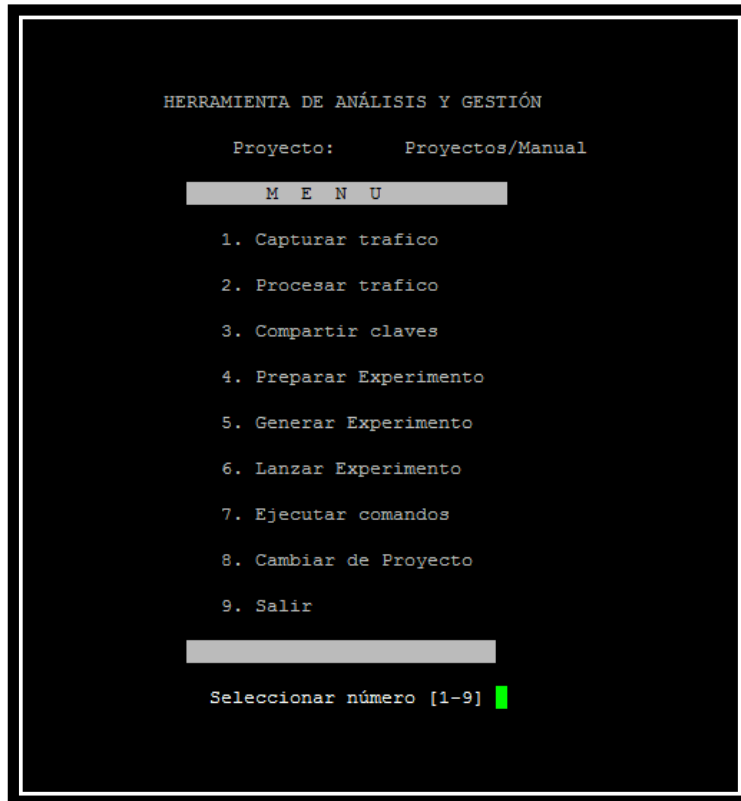 HERRAMIENTA DE ANÁLISIS Y GESTIÓN
Proyecto: Proyectos/Manual
M E N U
1. Capturar trafico
2. Procesar trafico
3. Compartir claves
4. Preparar Experimento
5. Generar Experimento
6. Lanzar Experimento
7. Ejecutar comandos
8. Cambiar de Proyecto
9. Salir
Seleccionar número [1-9]